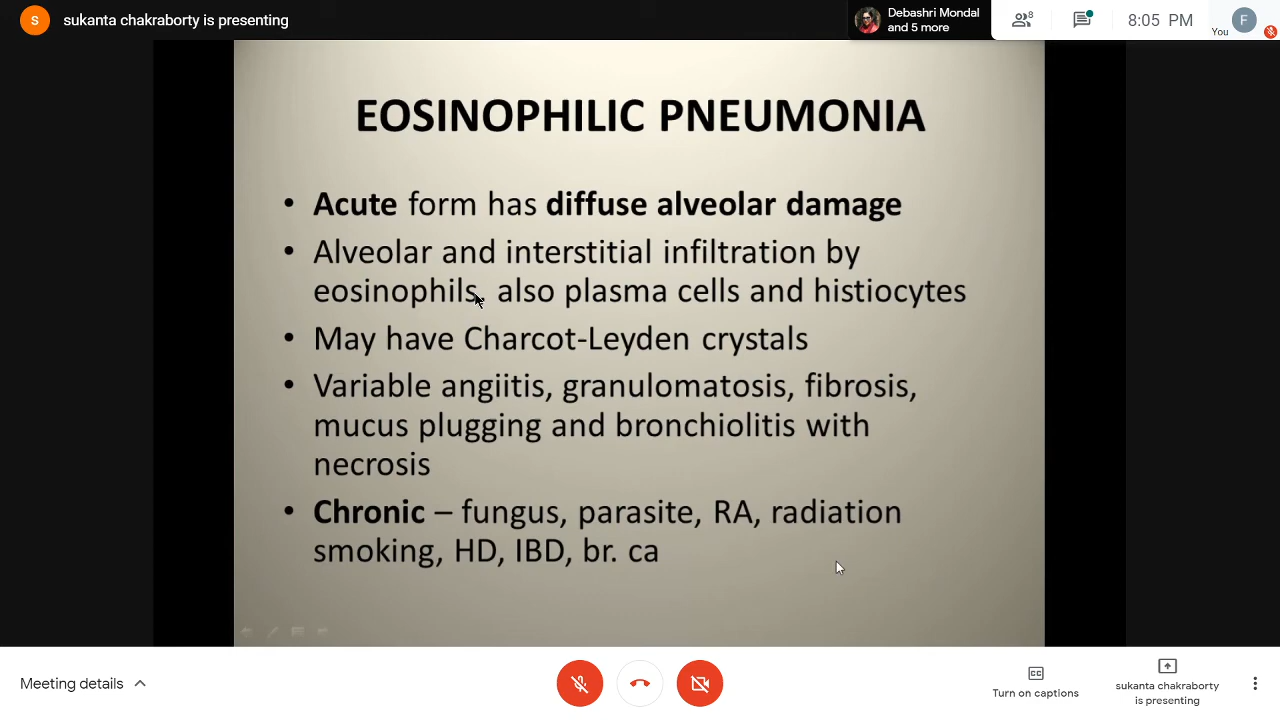 S
sukanta chakraborty is presenting
Debashri Mondal
and 5 more
8
8:05 PM
You
F
EOSINOPHILIC PNEUMONIA
• Acute form has diffuse alveolar damage
• Alveolar and interstitial infiltration by
eosinophils, also plasma cells and histiocytes
• May have Charcot-Leyden crystals
• Variable angiitis, granulomatosis, fibrosis,
mucus plugging and bronchiolitis with
necrosis
• Chronic – fungus, parasite, RA, radiation
smoking, HD, IBD, br. ca
Meeting details
CC
Turn on captions
sukanta chakraborty
is presenting